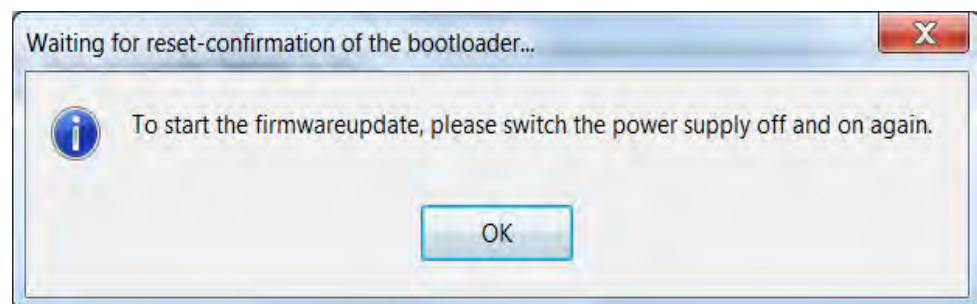 Waiting for reset-confirmation of the bootloader...
To start the firmwareupdate, please switch the power supply off and on again.
OK